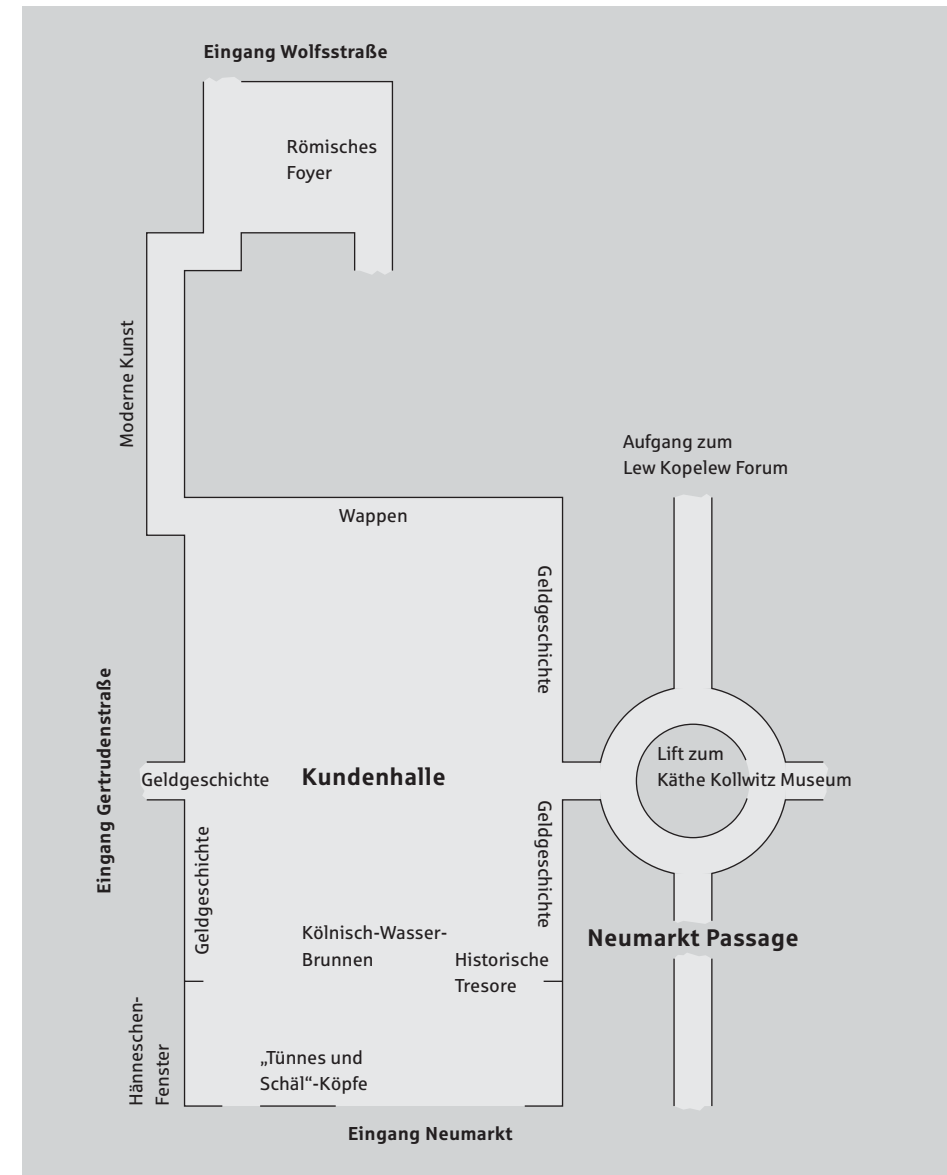 Eingang Wolfsstraße
Römisches
Foyer
Moderne Kunst
Aufgang zum
Lew Kopelew Forum
Wappen
Geldgeschichte
Eingang Gertrudenstraße
Geldgeschichte
Kundenhalle
Lift zum
Käthe Kollwitz Museum
Geldgeschichte
Geldgeschichte
Kölnisch-Wasser-
Brunnen
Historische
Tresore
Neumarkt Passage
Hänneschen-
Fenster
„Tünnes und
Schäl“-Köpfe
Eingang Neumarkt